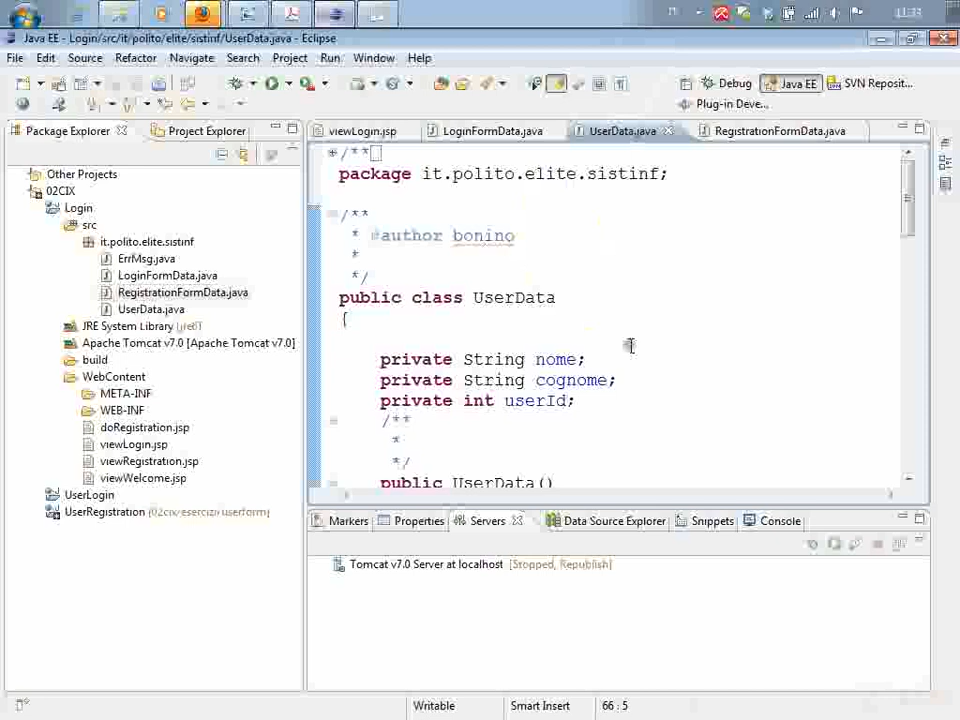 11:33
Java EE - Login/src/it/polito/elite/sistinf/UserData.java - Eclipse
File Edit Source Refactor Navigate Search Project Run Window Help
Debug Java EE SVN Reposit...
Plug-in Deve...
Package Explorer Project Explorer
viewLogin.jsp LoginFormData.java UserData.java RegistrationFormData.java
Other Projects
02CIX
Login
src
it.polito.elite.sistinf
ErrMsg.java
LoginFormData.java
RegistrationFormData.java
UserData.java
JRE System Library [jre6]
Apache Tomcat v7.0 [Apache Tomcat v7.0]
build
WebContent
META-INF
WEB-INF
doRegistration.jsp
viewLogin.jsp
viewRegistration.jsp
viewWelcome.jsp
UserLogin
UserRegistration [02cix/esercizi/userform]
/**
package it.polito.elite.sistinf;
/**
* @author bonino
*
*/
public class UserData
{
private String nome;
private String cognome;
private int userId;
/**
*
*/
public UserData()
Markers Properties Servers Data Source Explorer Snippets Console
Tomcat v7.0 Server at localhost [Stopped, Republish]
Writable Smart Insert 66 : 5